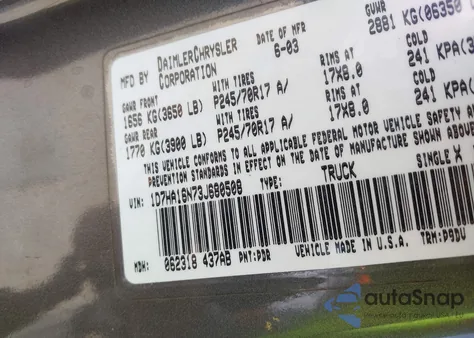 MFD BY DAIMLERCHRYSLER CORPORATION
DATE OF MFR 6-03
GVWR 2881 KG(06350
GAWR FRONT WITH TIRES RIMS AT COLD
1656 KG(3650 LB) P245/70R17 A/ 17X8.0 241 KPA(3
GAWR REAR WITH TIRES RIMS AT COLD
1770 KG(3900 LB) P245/70R17 A/ 17X8.0 241 KPA(
THIS VEHICLE CONFORMS TO ALL APPLICABLE FEDERAL MOTOR VEHICLE SAFETY
PREVENTION STANDARDS IN EFFECT ON THE DATE OF MANUFACTURE SHOWN ABOVE
VIN: 1D7HA18N73J680508 TYPE: TRUCK SINGLE X
MDH: 062318 437AB PNT:PDR VEHICLE MADE IN U.S.A. TRM:P9DV
autoSnap